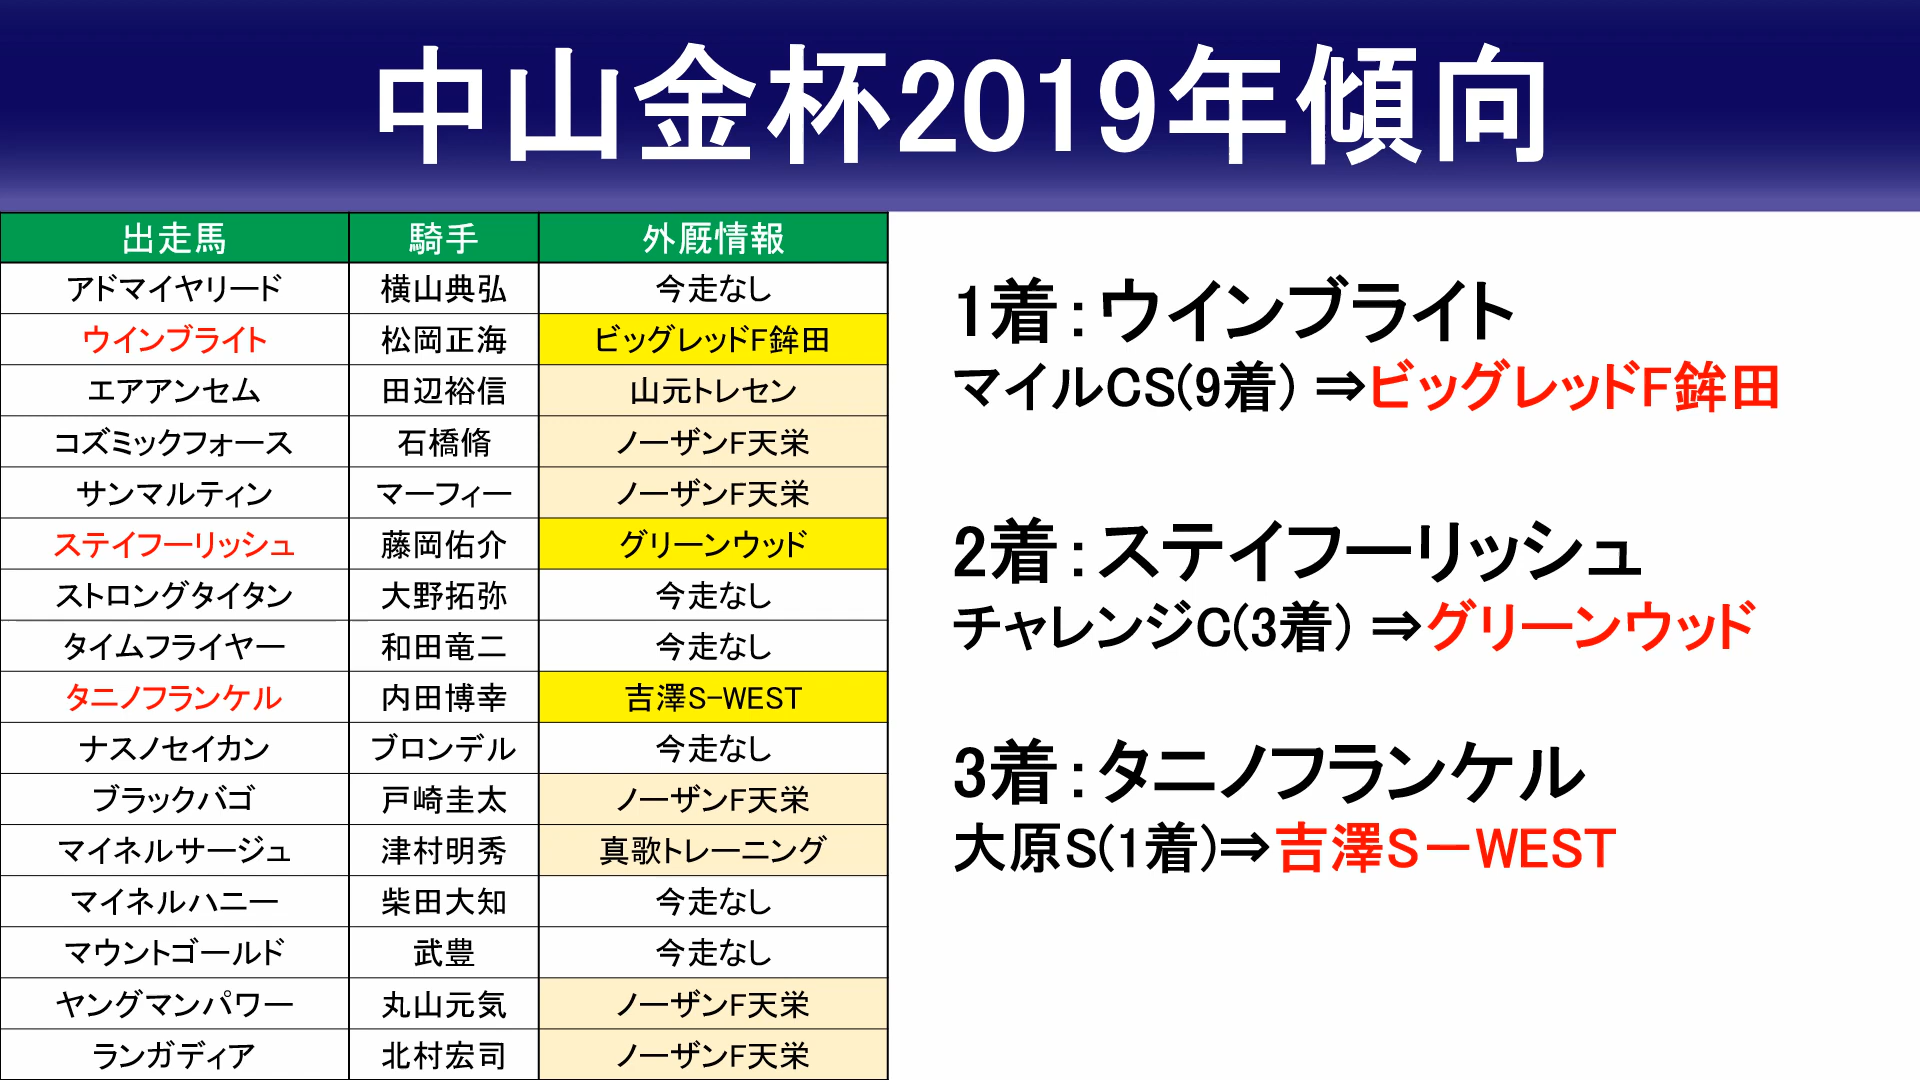 中山金杯2019年傾向
出走馬 騎手 外厩情報
アドマイヤリード 横山典弘 今走なし
ウインブライト 松岡正海 ビッグレッドF鉾田
エアアンセム 田辺裕信 山元トレセン
コズミックフォース 石橋脩 ノーザンF天栄
サンマルティン マーフィー ノーザンF天栄
ステイフーリッシュ 藤岡佑介 グリーンウッド
ストロングタイタン 大野拓弥 今走なし
タイムフライヤー 和田竜二 今走なし
タニノフランケル 内田博幸 吉澤S-WEST
ナスノセイカン ブロンデル 今走なし
ブラックバゴ 戸崎圭太 ノーザンF天栄
マイネルサージュ 津村明秀 真歌トレーニング
マイネルハニー 柴田大知 今走なし
マウントゴールド 武豊 今走なし
ヤングマンパワー 丸山元気 ノーザンF天栄
ランガディア 北村宏司 ノーザンF天栄
1着：ウインブライト
マイルCS(9着) ⇒ビッグレッドF鉾田
2着：ステイフーリッシュ
チャレンジC(3着) ⇒グリーンウッド
3着：タニノフランケル
大原S(1着)⇒吉澤S－WEST